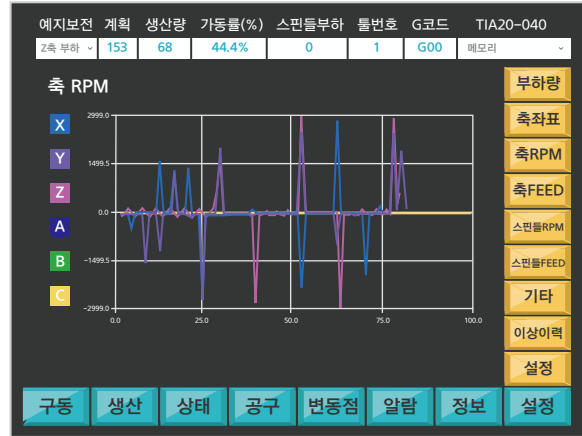 예지보전 계획 생산량 가동률(%) 스핀들부하 툴번호 G코드 TIA20-040
Z축 부하 153 68 44.4% 0 1 G00 메모리
축 RPM
부하량
축좌표
축RPM
축FEED
스핀들RPM
스핀들FEED
기타
이상이력
설정
X
Y
Z
A
B
C
2999.0
1499.5
0.0
-1499.5
-2999.0
0.0 25.0 50.0 75.0 100.0
구동 생산 상태 공구 변동점 알람 정보 설정